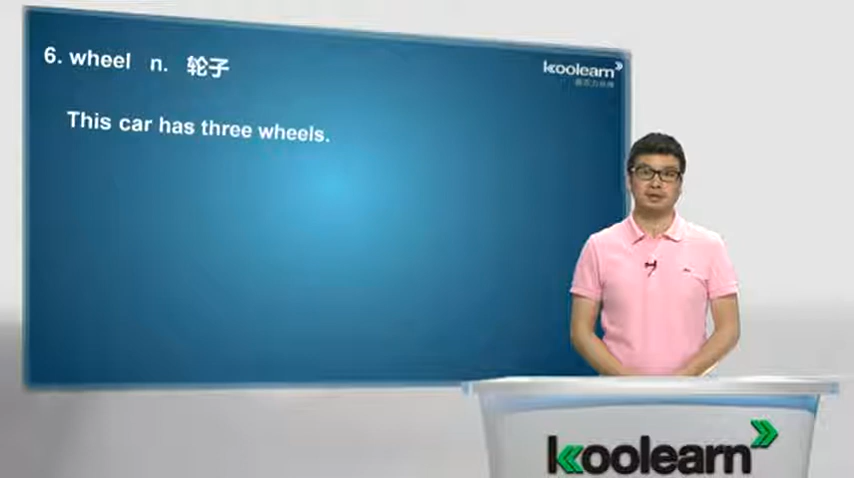 6. wheel n. 轮子
This car has three wheels.
koolearn
koolearn